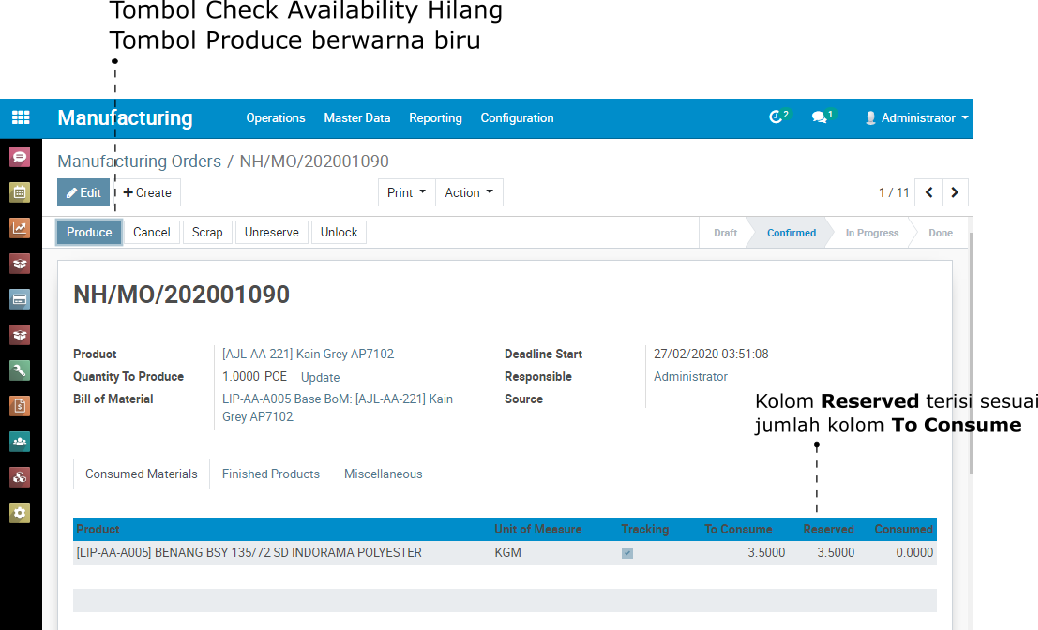 Tombol Check Availability Hilang
Tombol Produce berwarna biru
Manufacturing Operations Master Data Reporting Configuration 2 1 Administrator
Manufacturing Orders / NH/MO/202001090
Edit + Create Print Action 1 / 11
Produce Cancel Scrap Unreserve Unlock Draft Confirmed In Progress Done
NH/MO/202001090
Product [AJL-AA-221] Kain Grey AP7102 Deadline Start 27/02/2020 03:51:08
Quantity To Produce 1.0000 PCE Update Responsible Administrator
Bill of Material LIP-AA-A005 Base BoM: [AJL-AA-221] Kain Source
Grey AP7102
Kolom Reserved terisi sesuai
jumlah kolom To Consume
Consumed Materials Finished Products Miscellaneous
Product Unit of Measure Tracking To Consume Reserved Consumed
[LIP-AA-A005] BENANG BSY 135/72 SD INDORAMA POLYESTER KGM 3.5000 3.5000 0.0000